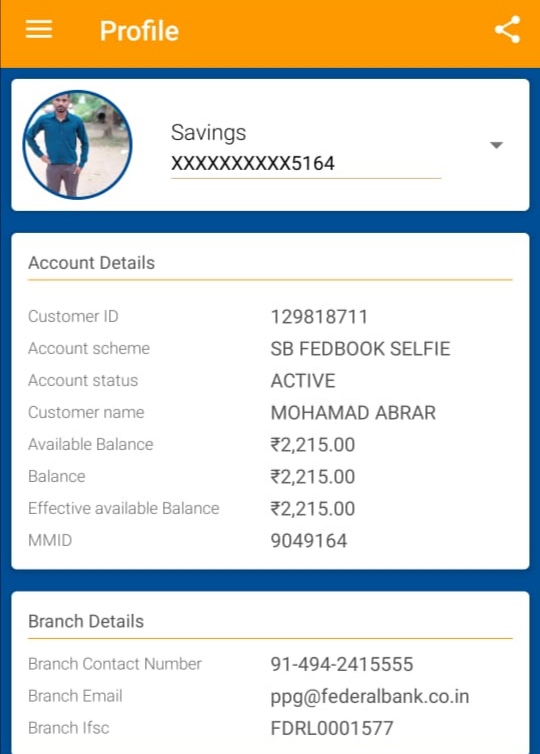 Profile
Savings
XXXXXXXXXX5164
Account Details
Customer ID 129818711
Account scheme SB FEDBOOK SELFIE
Account status ACTIVE
Customer name MOHAMAD ABRAR
Available Balance ₹2,215.00
Balance ₹2,215.00
Effective available Balance ₹2,215.00
MMID 9049164
Branch Details
Branch Contact Number 91-494-2415555
Branch Email ppg@federalbank.co.in
Branch Ifsc FDRL0001577